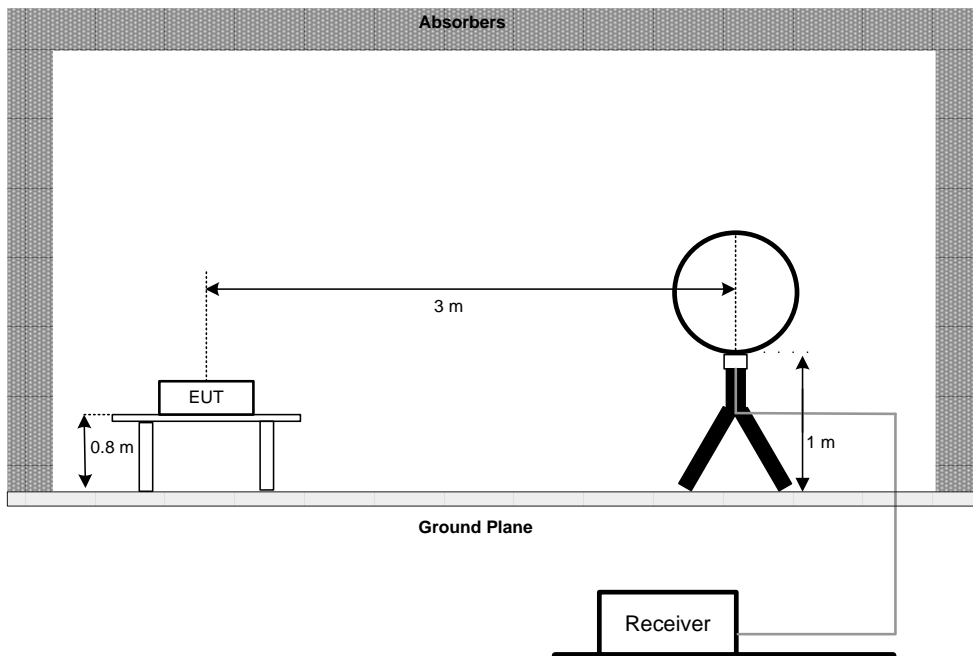 Absorbers
3 m
EUT
0.8 m
1 m
Ground Plane
Receiver